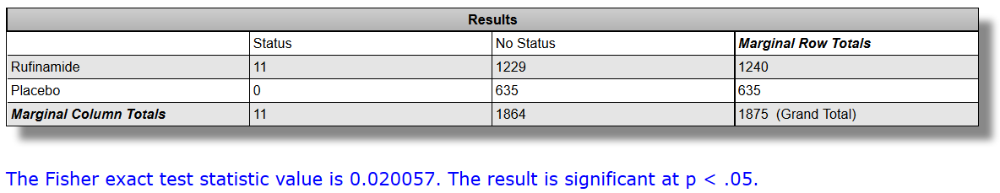 Results
Status No Status Marginal Row Totals
Rufinamide 11 1229 1240
Placebo 0 635 635
Marginal Column Totals 11 1864 1875 (Grand Total)
The Fisher exact test statistic value is 0.020057. The result is significant at p < .05.